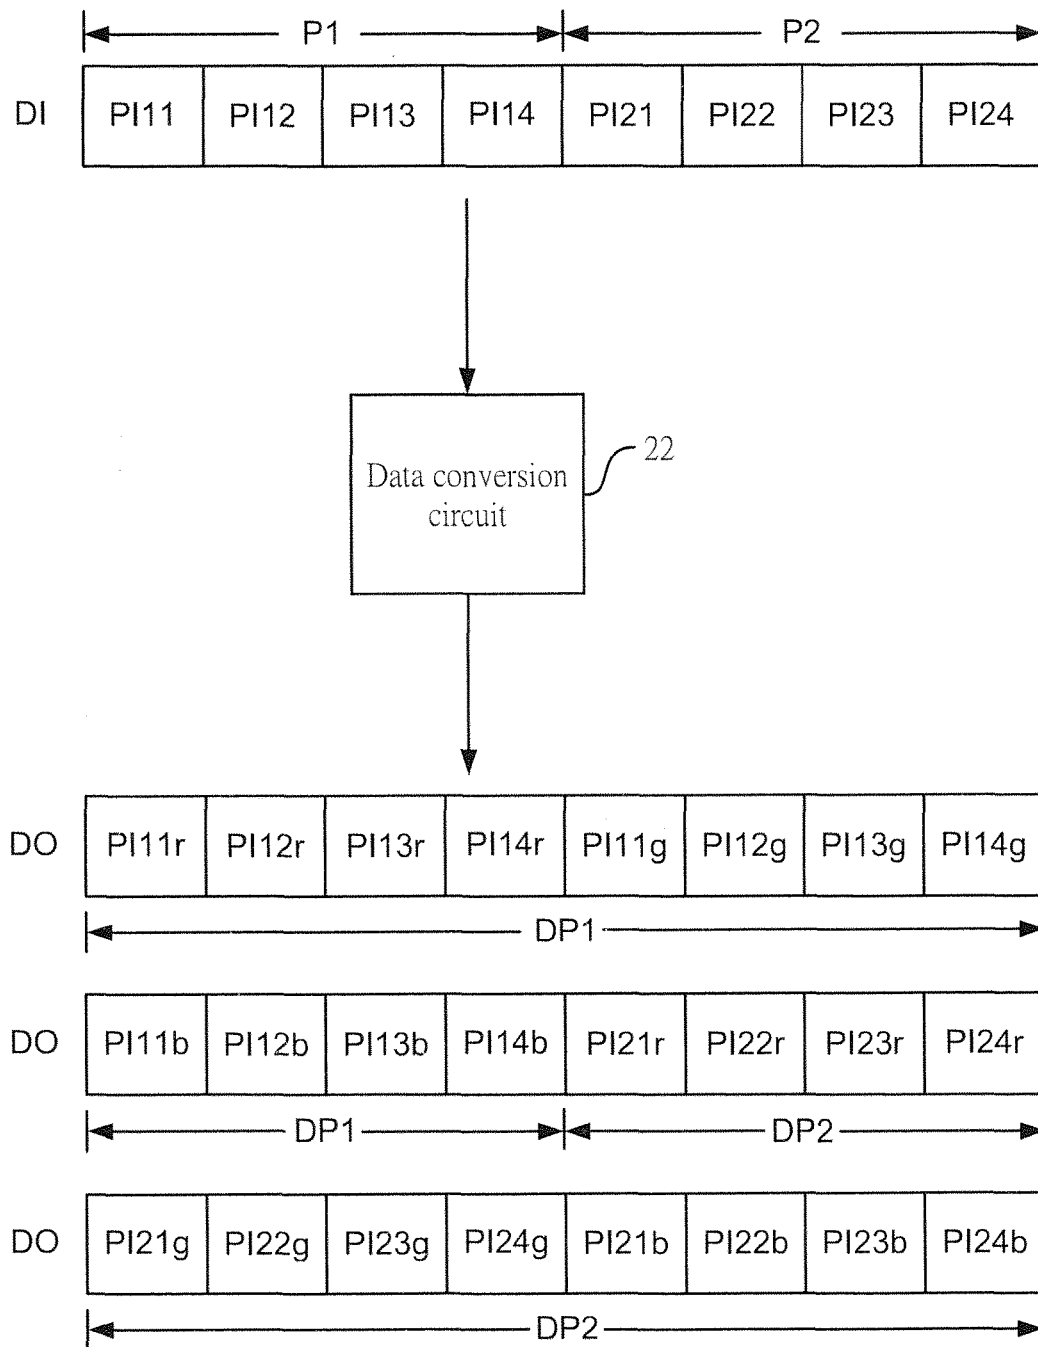 P1 P2
DI PI11 PI12 PI13 PI14 PI21 PI22 PI23 PI24
Data conversion
circuit
22
DO PI11r PI12r PI13r PI14r PI11g PI12g PI13g PI14g
DP1
DO PI11b PI12b PI13b PI14b PI21r PI22r PI23r PI24r
DP1 DP2
DO PI21g PI22g PI23g PI24g PI21b PI22b PI23b PI24b
DP2